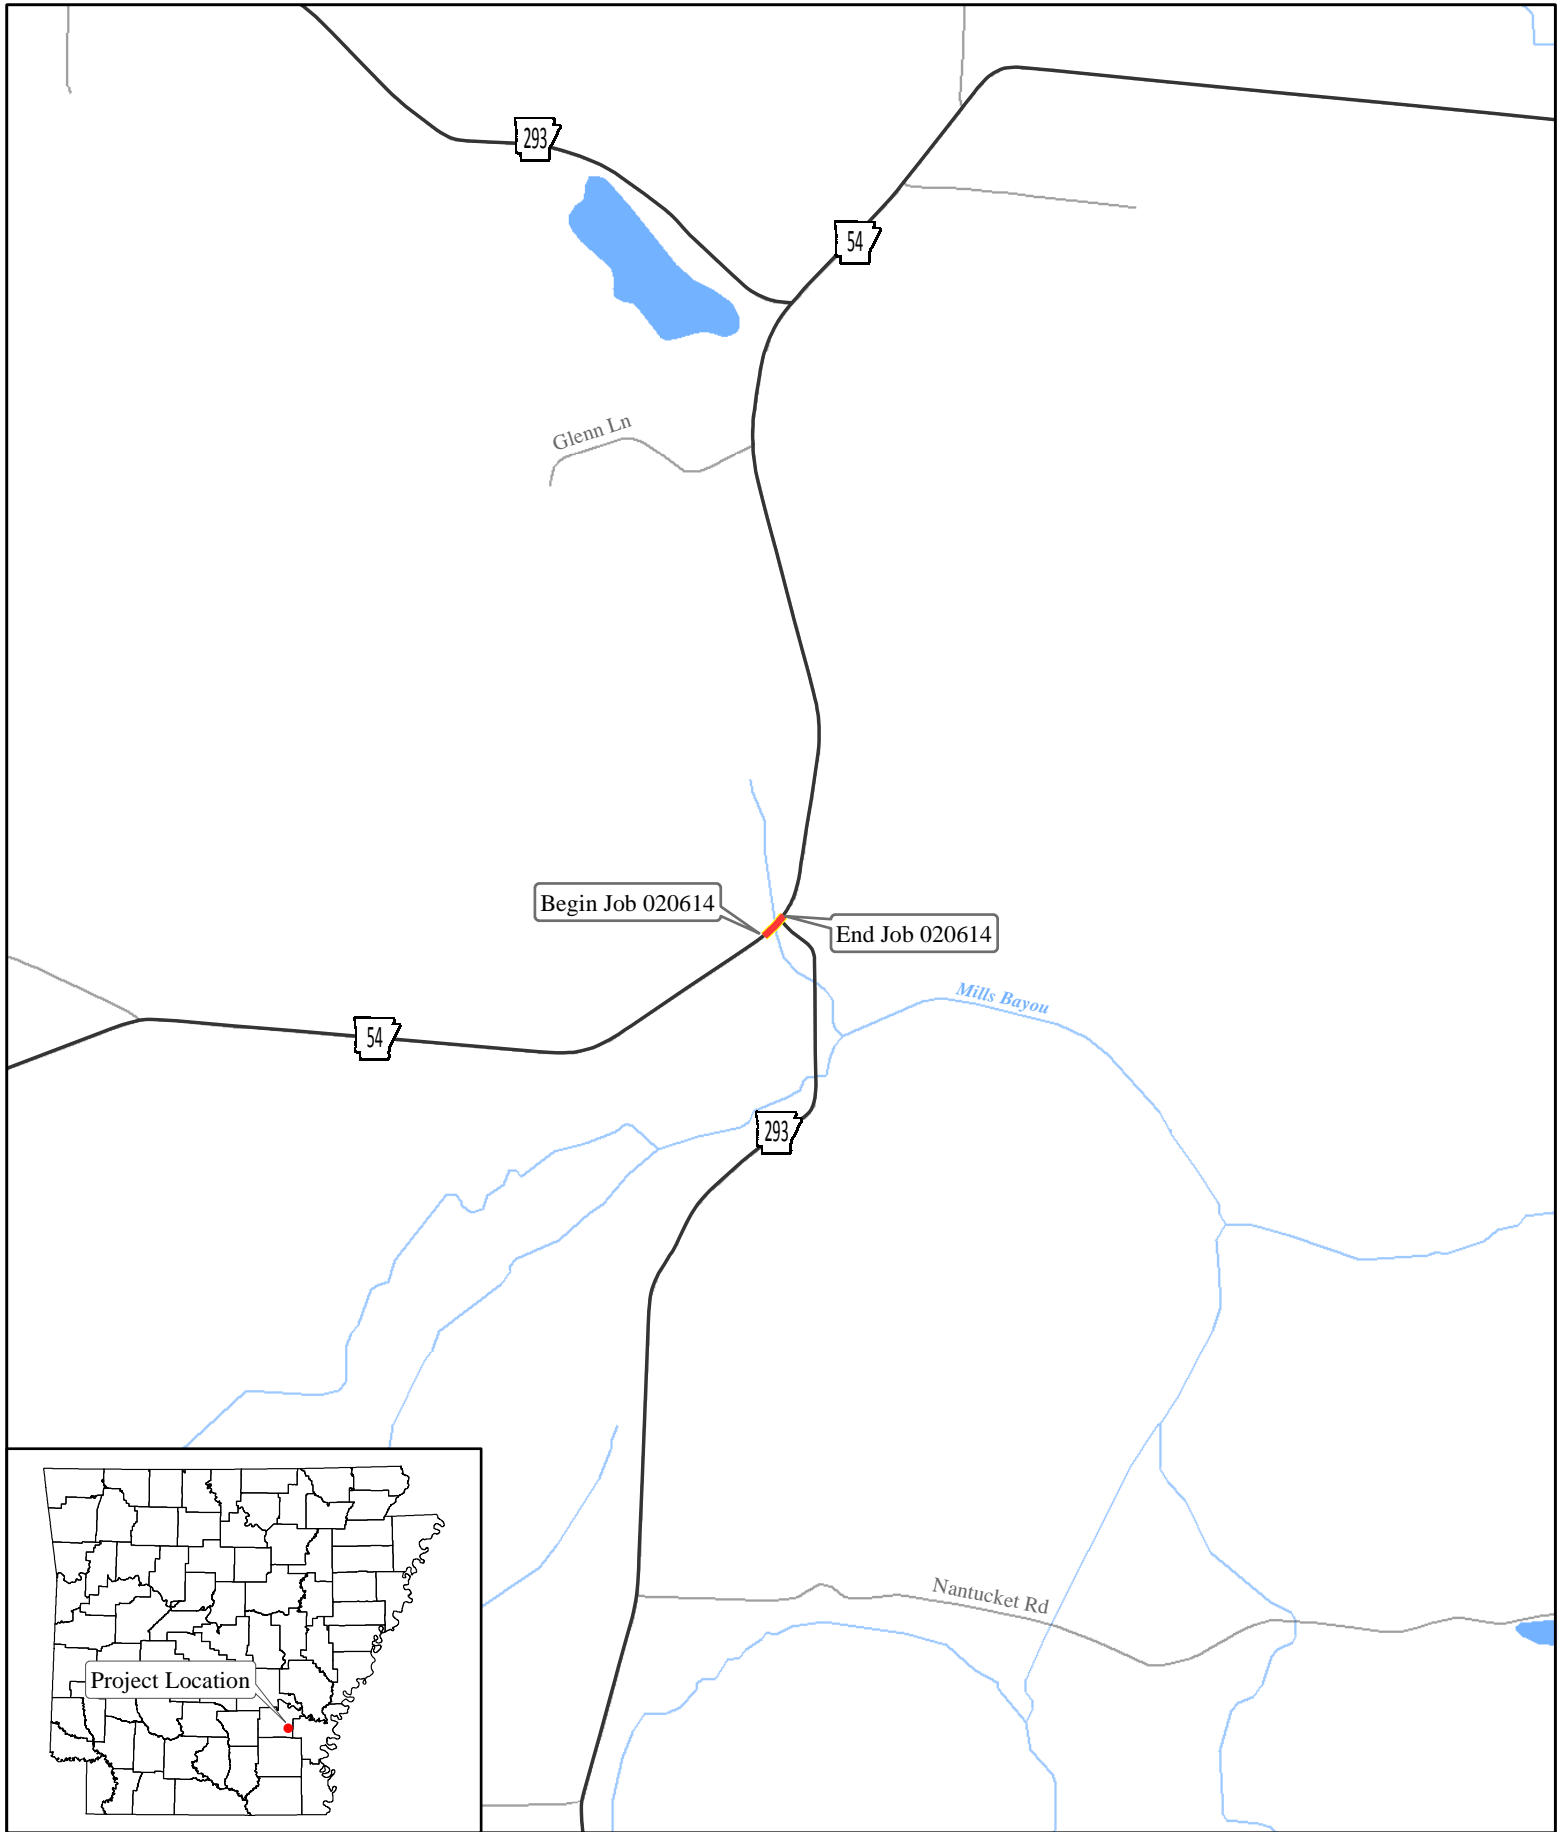 293
54
Glenn Ln
Begin Job 020614
End Job 020614
Mills Bayou
54
293
Nantucket Rd
Project Location